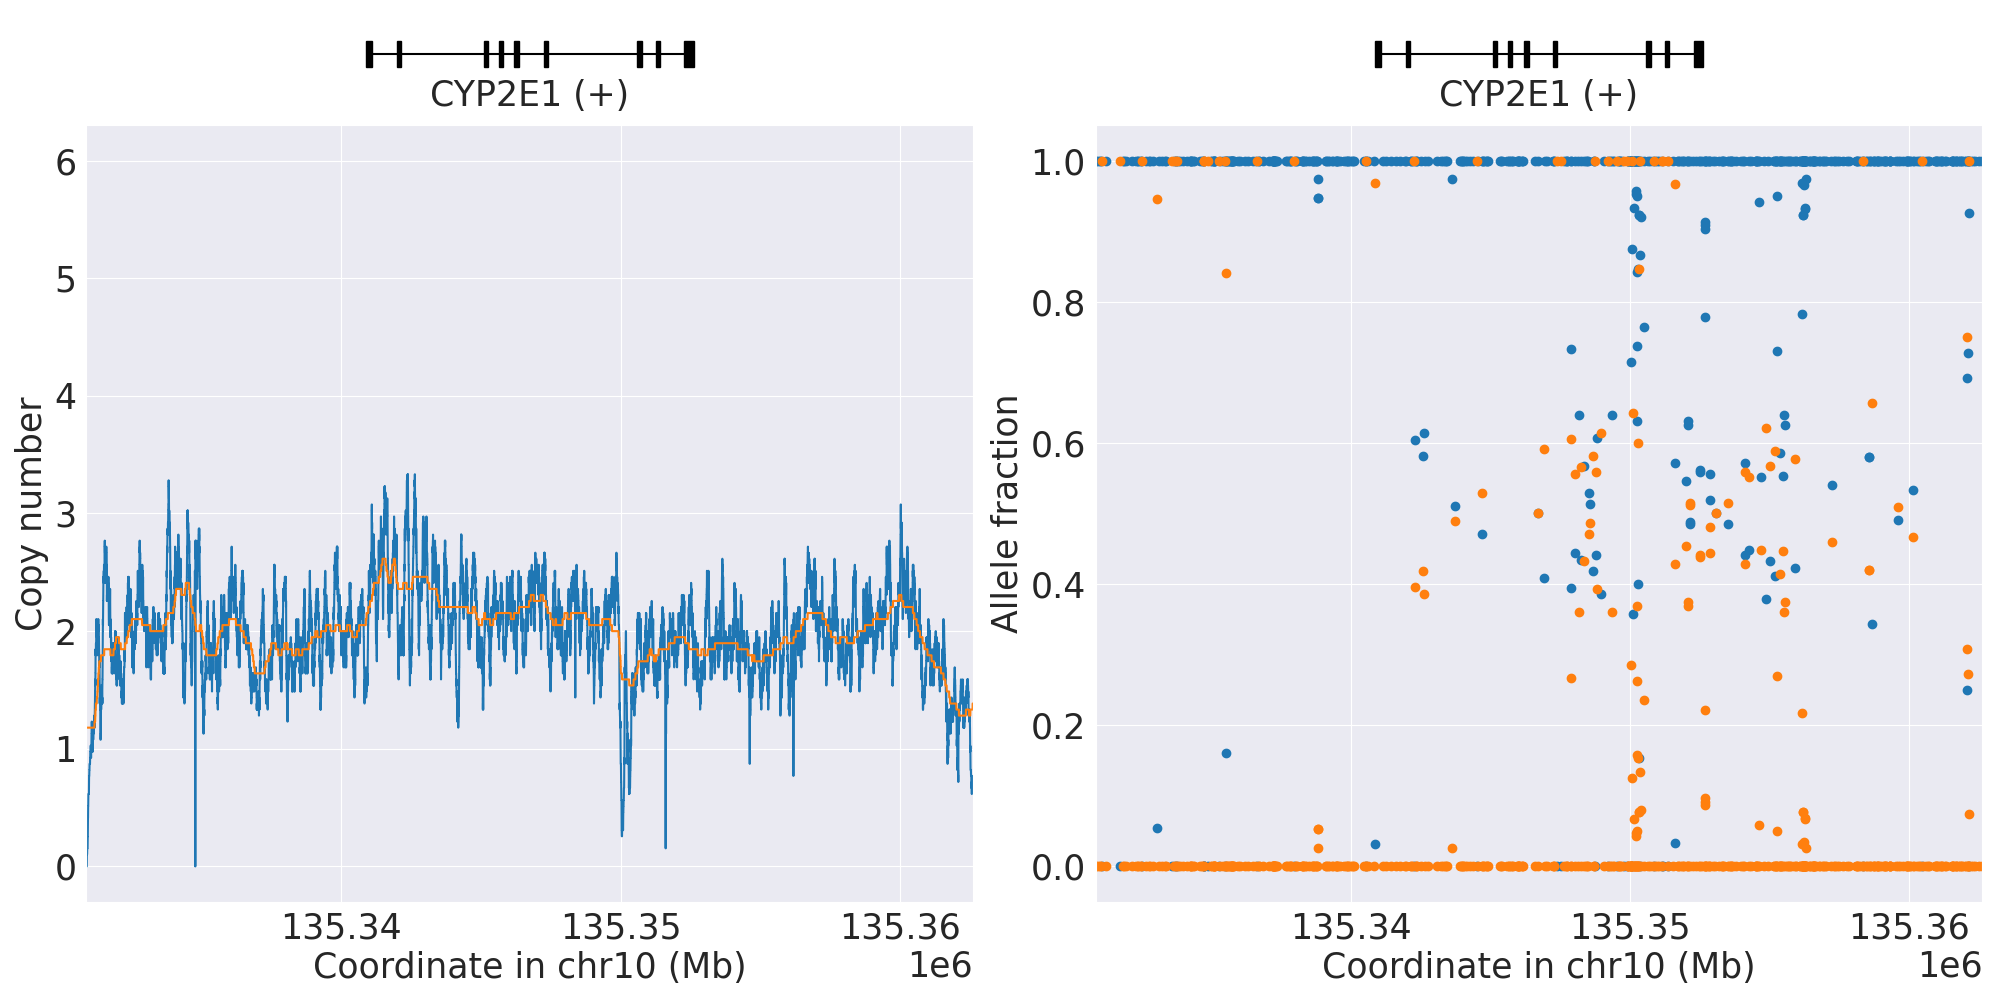 CYP2E1 (+)
6
5
4
3
2
1
0
Copy number
135.34
135.35
135.36
Coordinate in chr10 (Mb)
1e6
CYP2E1 (+)
1.0
0.8
0.6
0.4
0.2
0.0
Allele fraction
135.34
135.35
135.36
Coordinate in chr10 (Mb)
1e6